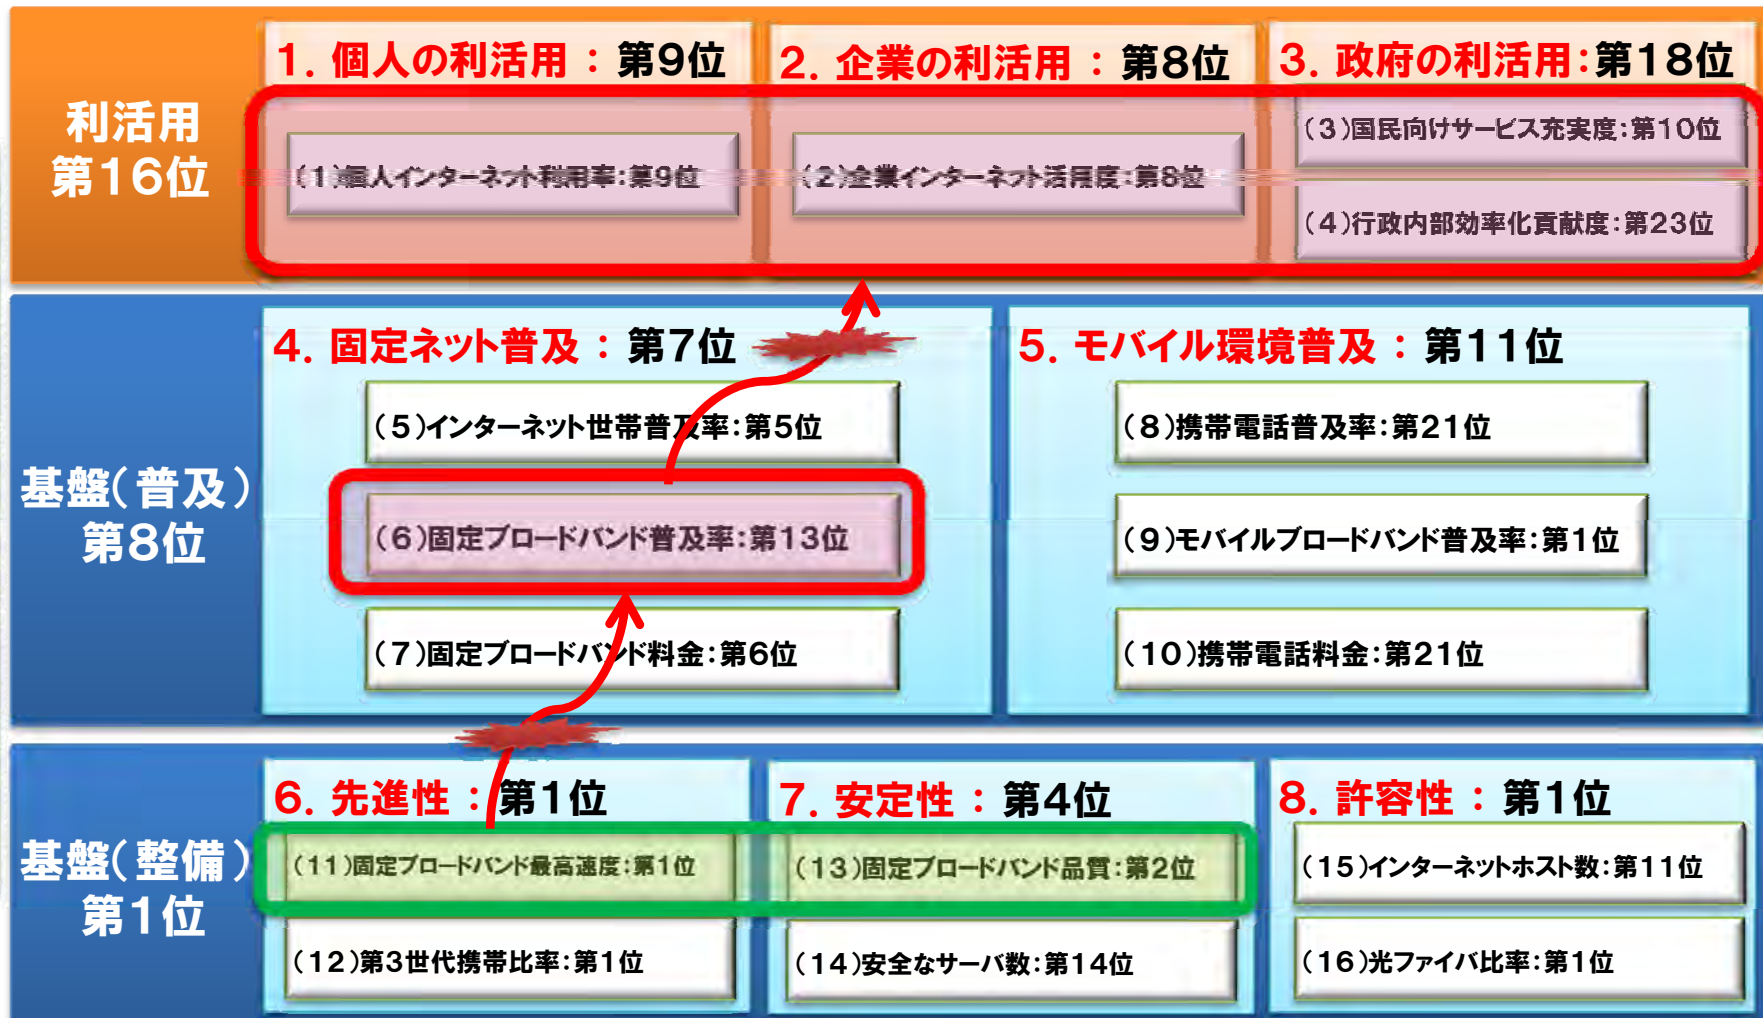 利活用
第16位
1. 個人の利活用 : 第9位
(1)個人インターネット利用率:第9位
2. 企業の利活用 : 第8位
(2)企業インターネット活用度:第8位
3. 政府の利活用:第18位
(3)国民向けサービス充実度:第10位
(4)行政内部効率化貢献度:第23位
基盤(普及)
第8位
4. 固定ネット普及 : 第7位
(5)インターネット世帯普及率:第5位
(6)固定ブロードバンド普及率:第13位
(7)固定ブロードバンド料金:第6位
5. モバイル環境普及 : 第11位
(8)携帯電話普及率:第21位
(9)モバイルブロードバンド普及率:第1位
(10)携帯電話料金:第21位
基盤(整備)
第1位
6. 先進性 : 第1位
(11)固定ブロードバンド最高速度:第1位
(12)第3世代携帯比率:第1位
7. 安定性 : 第4位
(13)固定ブロードバンド品質:第2位
(14)安全なサーバ数:第14位
8. 許容性 : 第1位
(15)インターネットホスト数:第11位
(16)光ファイバ比率:第1位